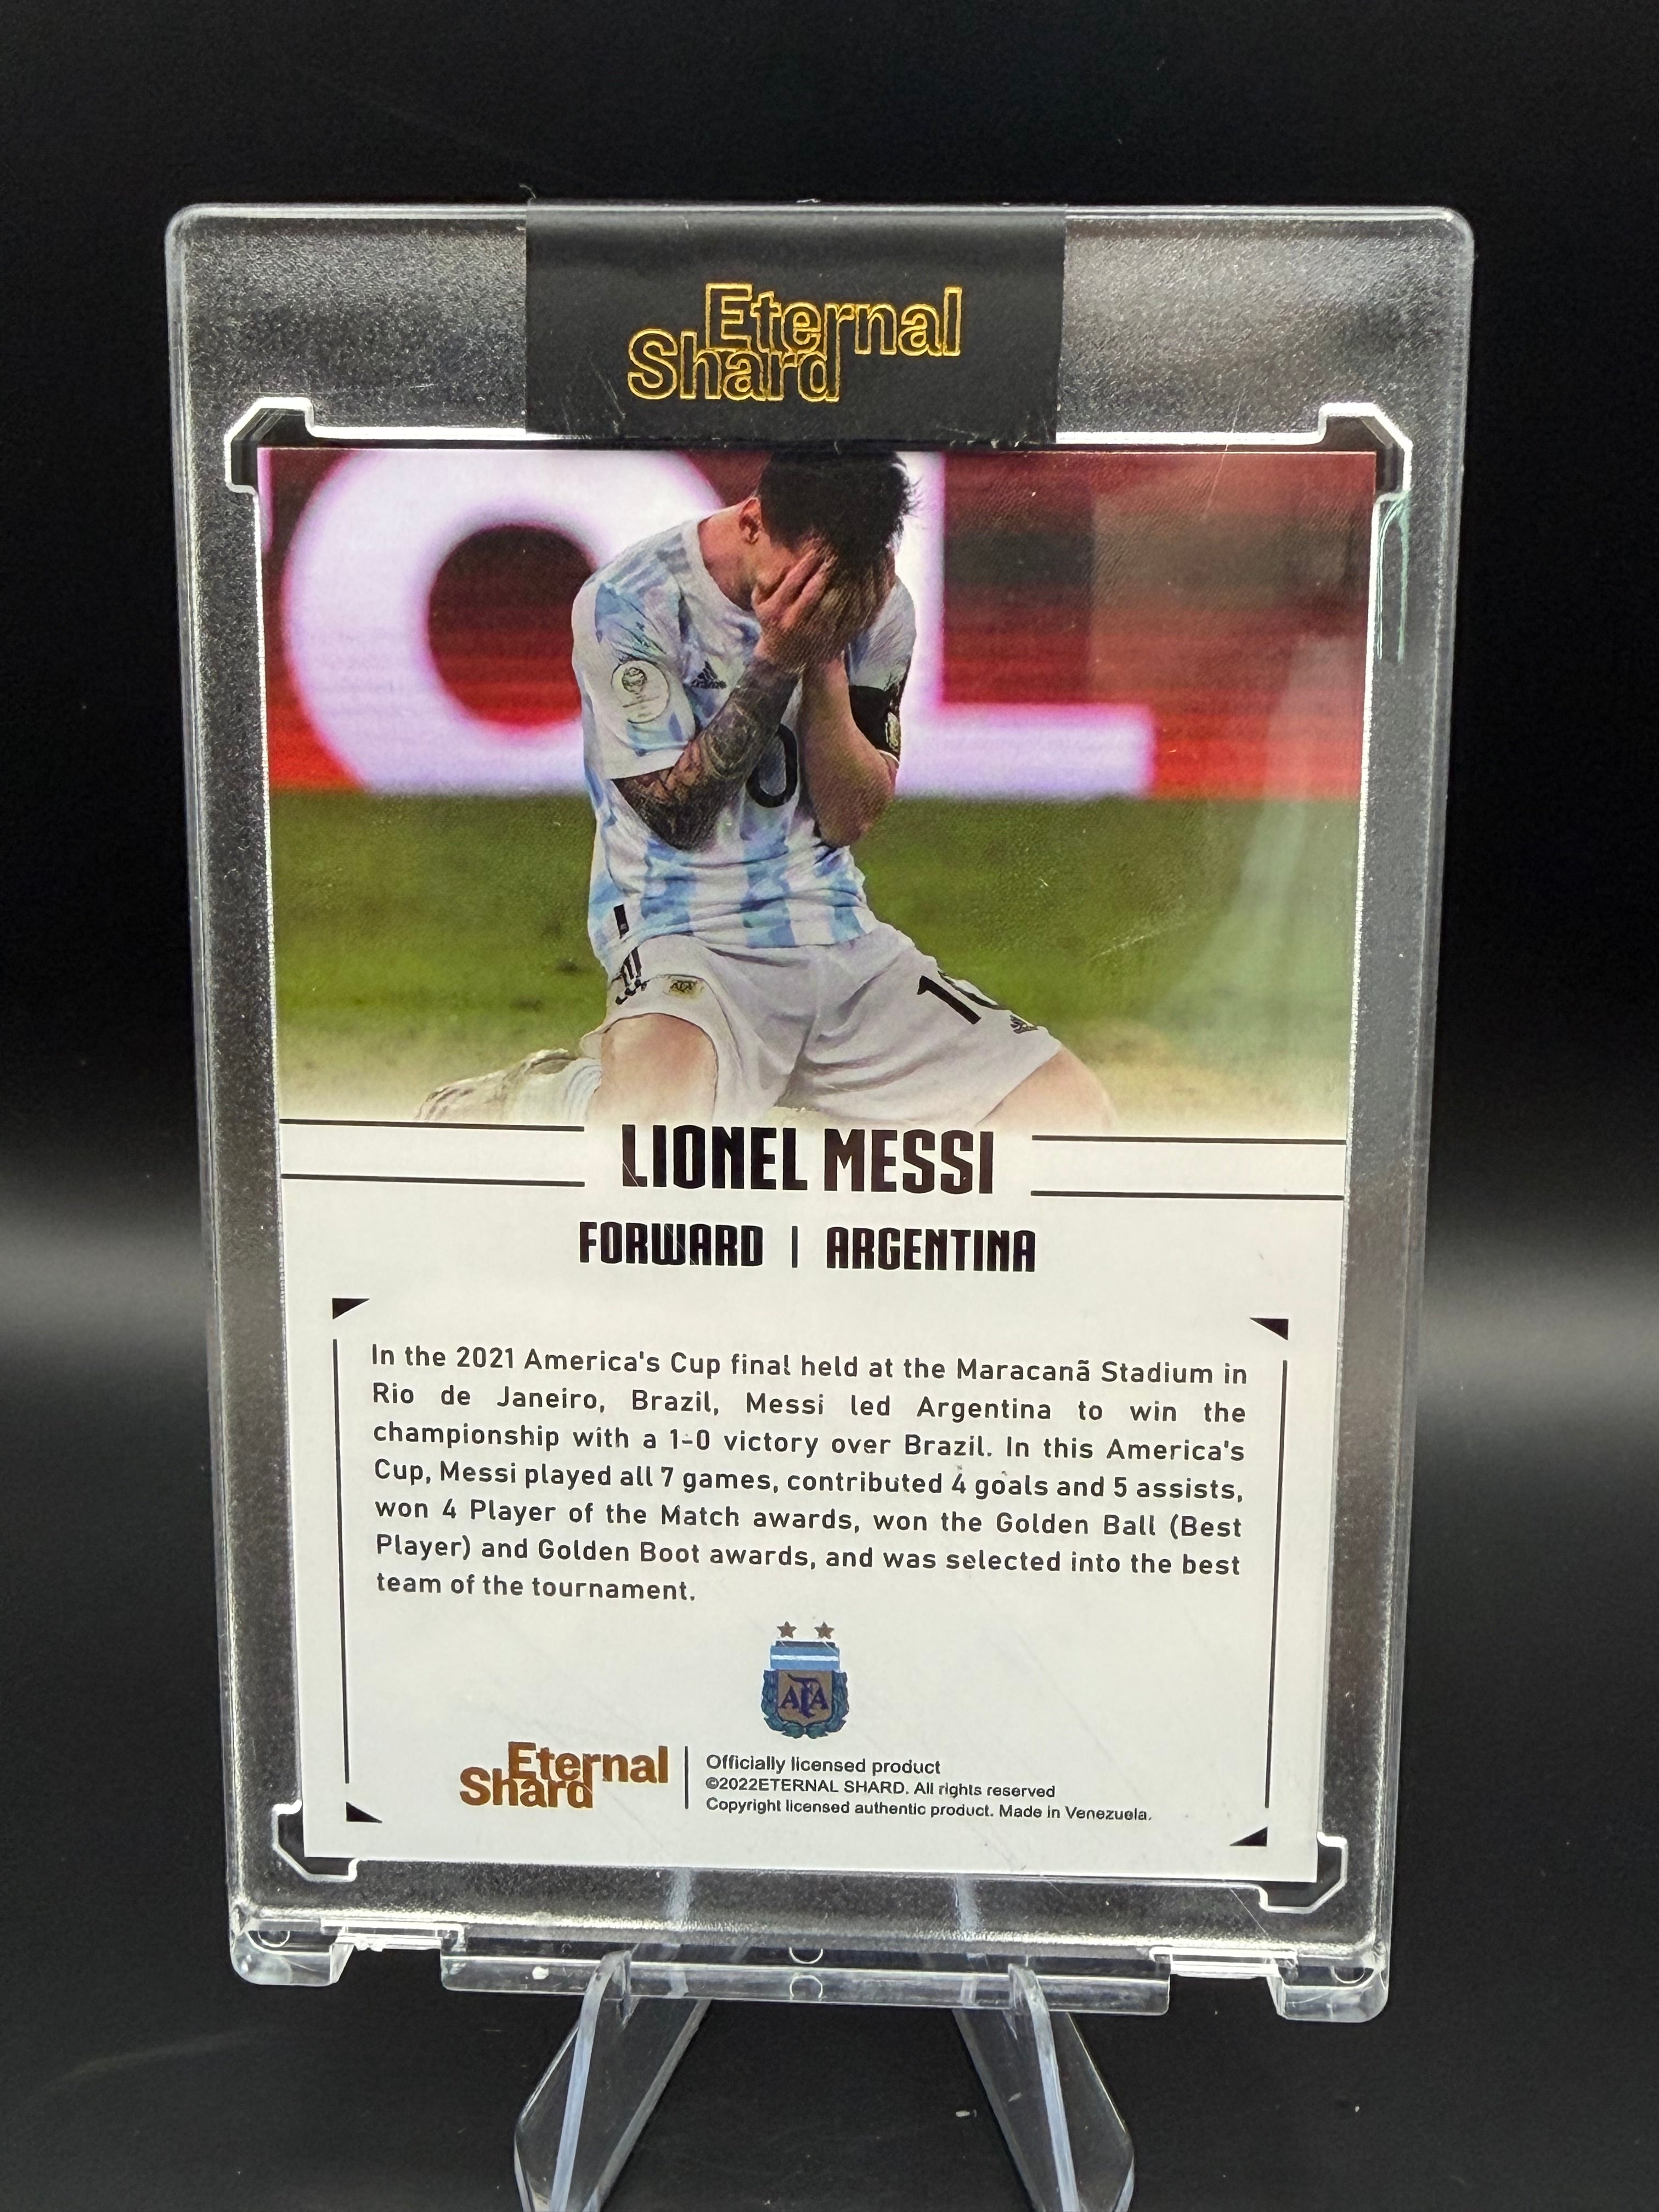 Eternal
Shard
OL
10
LIONEL MESSI
FORWARD | ARGENTINA
In the 2021 America's Cup final held at the Maracanã Stadium in
Rio de Janeiro, Brazil, Messi led Argentina to win the
championship with a 1-0 victory over Brazil. In this America's
Cup, Messi played all 7 games, contributed 4 goals and 5 assists,
won 4 Player of the Match awards, won the Golden Ball (Best
Player) and Golden Boot awards, and was selected into the best
team of the tournament.
AFA
Eternal
Shard
Officially licensed product
©2022ETERNAL SHARD. All rights reserved
Copyright licensed authentic product. Made in Venezuela.